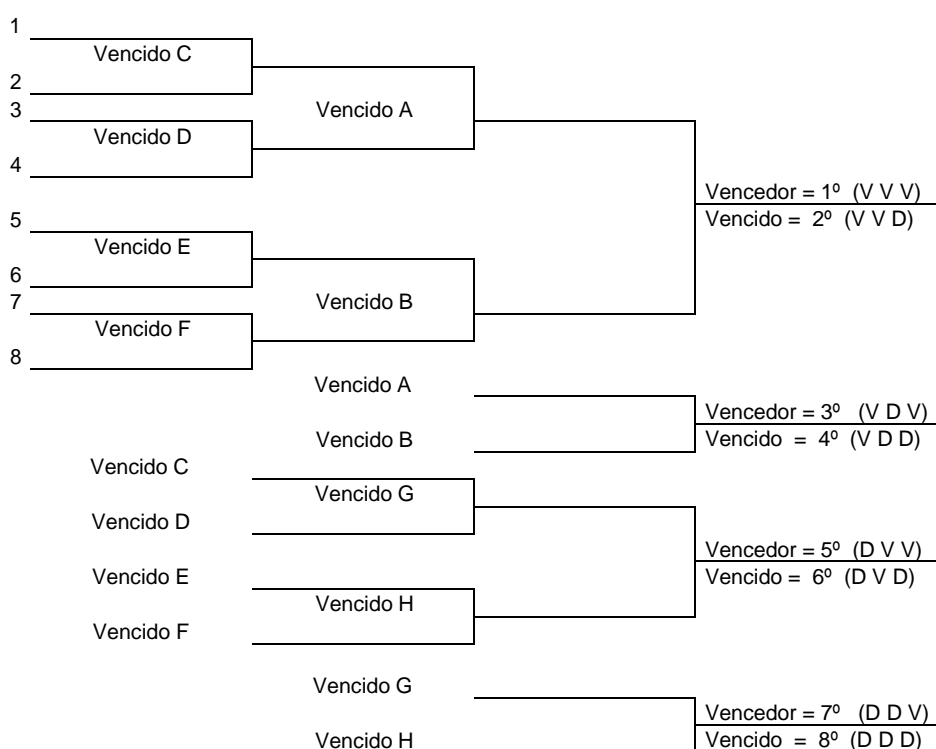 1
Vencido C
2
3
Vencido A
Vencido D
4
Vencedor = 1º (V V V)
Vencido = 2º (V V D)
5
Vencido E
6
7
Vencido B
Vencido F
8
Vencido A
Vencedor = 3º (V D V)
Vencido B
Vencido = 4º (V D D)
Vencido C
Vencido G
Vencido D
Vencedor = 5º (D V V)
Vencido E
Vencido = 6º (D V D)
Vencido H
Vencido F
Vencido G
Vencedor = 7º (D D V)
Vencido H
Vencido = 8º (D D D)